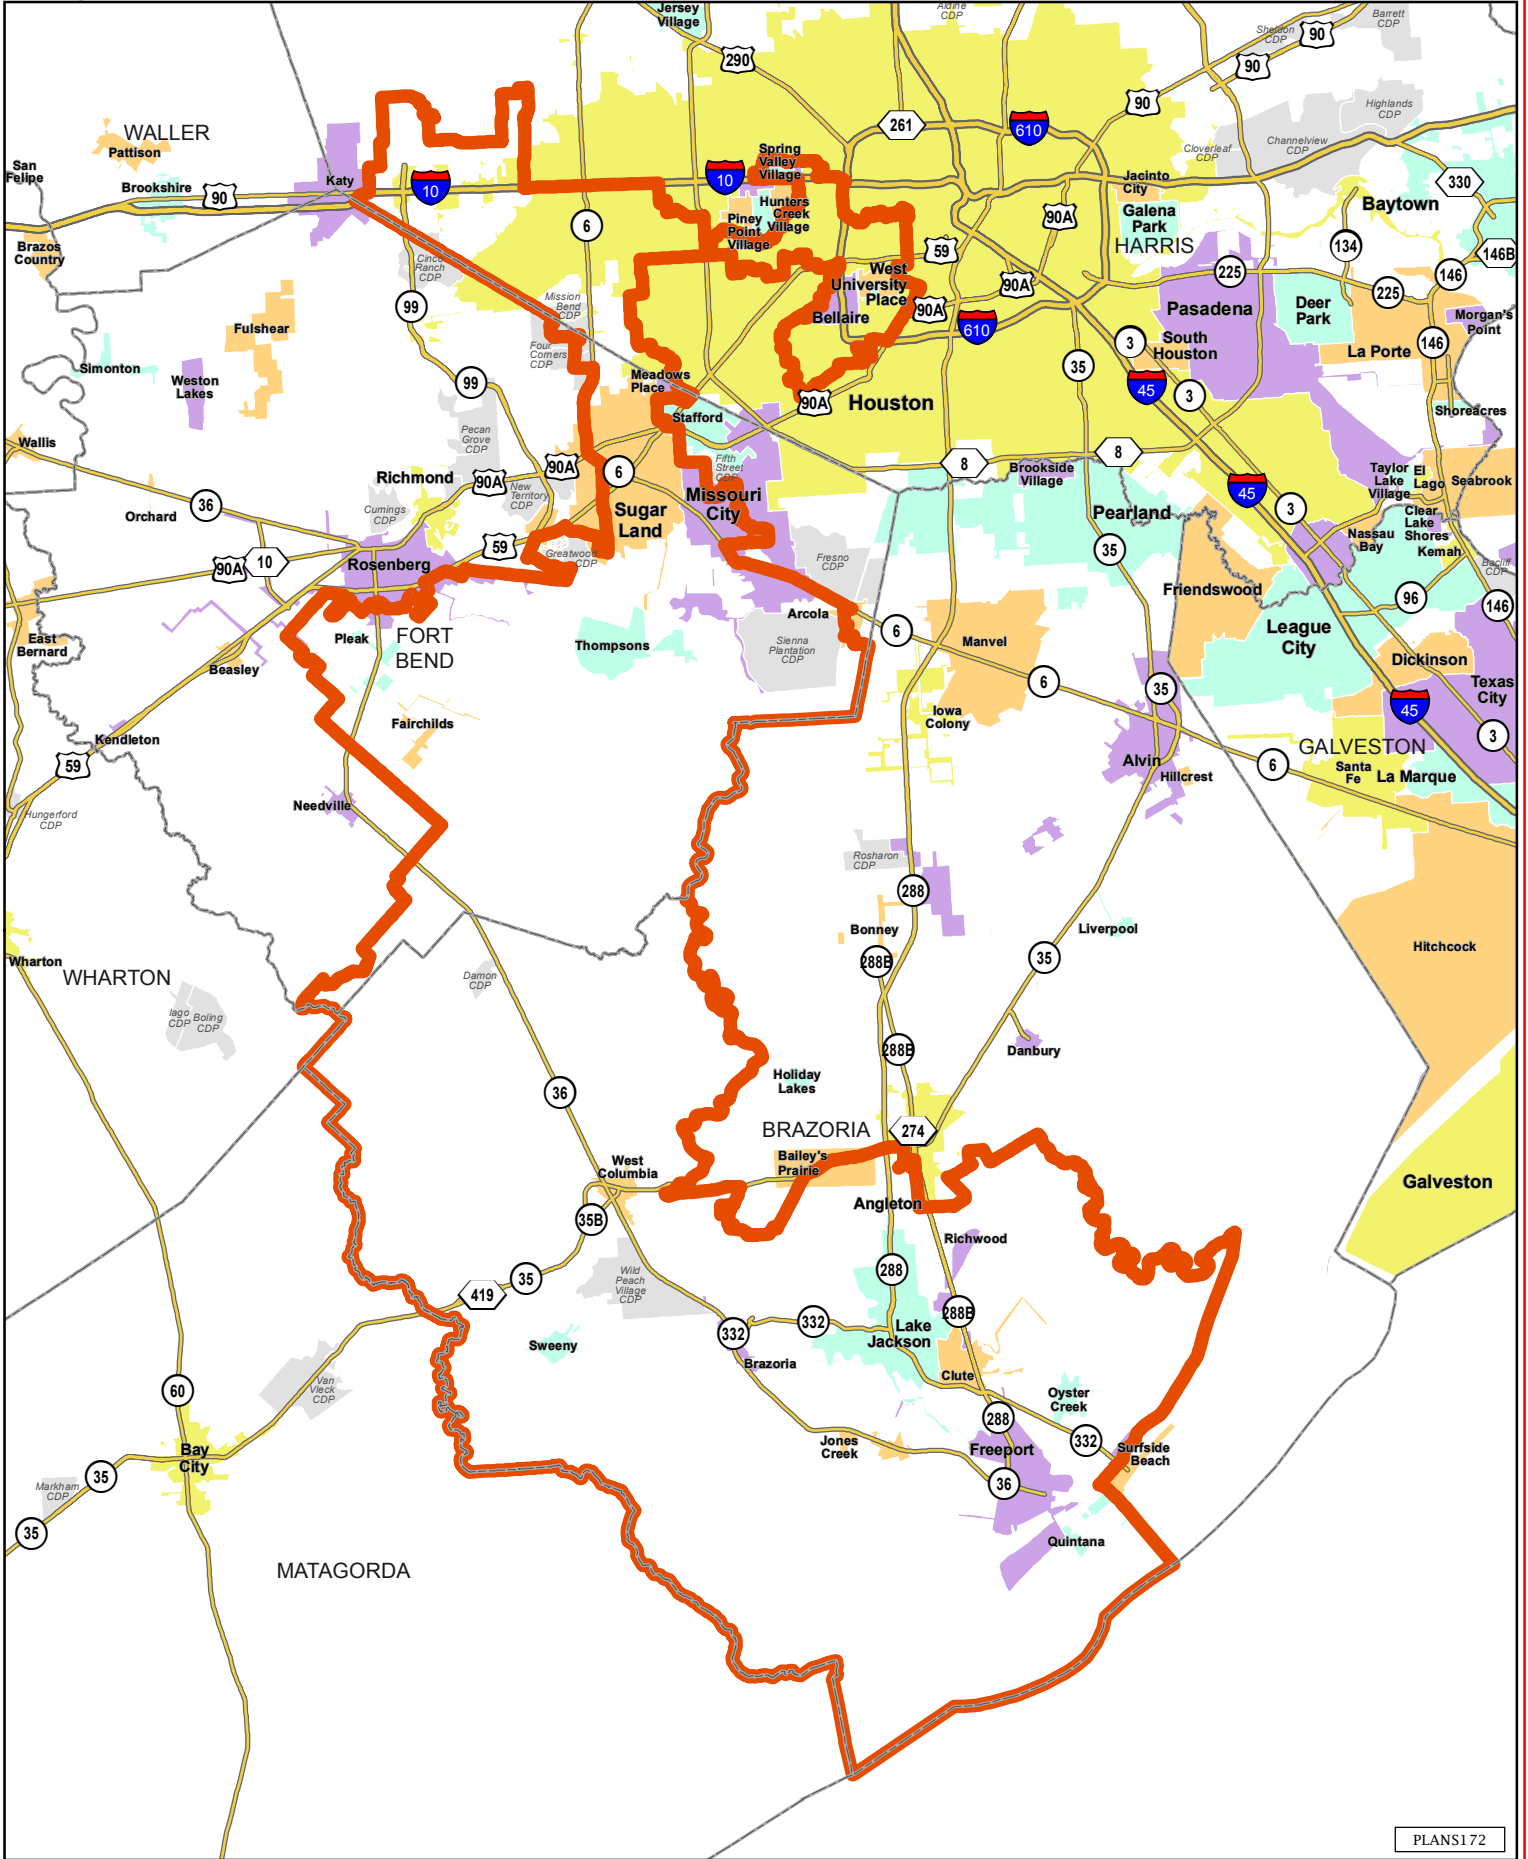 Jersey
Village
Aldine
CDP
Barrett
CDP
Sheldon
CDP
90
290
90
90
WALLER
Pattison
261
610
Highlands
CDP
Channelview
CDP
Cloverleaf
CDP
San
Felipe
Brookshire
90
Katy
10
10
Spring
Valley
Village
Jacinto
City
330
Baytown
Hunters
Creek
Village
Piney
Point
Village
6
90A
Galena
Park
HARRIS
134
Brazos
Country
Cinco
Ranch
CDP
59
146B
146
225
225
West
University
Place
90A
Mission
Bend
CDP
99
Fulshear
Bellaire
90A
610
Pasadena
Deer
Park
Morgan's
Point
Four
Corners
CDP
3
South
Houston
La Porte
146
Simonton
Weston
Lakes
99
Meadows
Place
35
45
3
90A
Houston
Shoreacres
Stafford
Wallis
Pecan
Grove
CDP
Fifth
Street
CDP
8
8
90A
6
Brookside
Village
Taylor
Lake
Village
El
Lago
Seabrook
Richmond
90A
New
Territory
CDP
Missouri
City
45
3
36
Orchard
Cumings
CDP
Sugar
Land
Pearland
Clear
Lake
Shores
Nassau
Bay
Kemah
59
Greatwood
CDP
Fresno
CDP
35
Bacliff
CDP
90A
10
Rosenberg
Friendswood
96
146
Arcola
East
Bernard
Pleak
FORT
BEND
Thompsons
Sienna
Plantation
CDP
6
Manvel
League
City
Beasley
Dickinson
6
35
Texas
City
Iowa
Colony
45
Fairchilds
Kendleton
3
59
GALVESTON
Alvin
6
Santa
Fe
La Marque
Hillcrest
Needville
Hungerford
CDP
Rosharon
CDP
288
Bonney
Liverpool
Hitchcock
Wharton
WHARTON
288B
35
Damon
CDP
Iago
CDP
Boling
CDP
288B
Danbury
Holiday
Lakes
36
BRAZORIA
274
West
Columbia
Bailey's
Prairie
Galveston
Angleton
35B
Richwood
Wild
Peach
Village
CDP
288
35
419
288B
332
332
Lake
Jackson
Sweeny
Brazoria
Clute
Van
Vleck
CDP
60
Oyster
Creek
288
Bay
City
Jones
Creek
Freeport
332
Surfside
Beach
35
36
Markham
CDP
35
Quintana
MATAGORDA
PLANS172